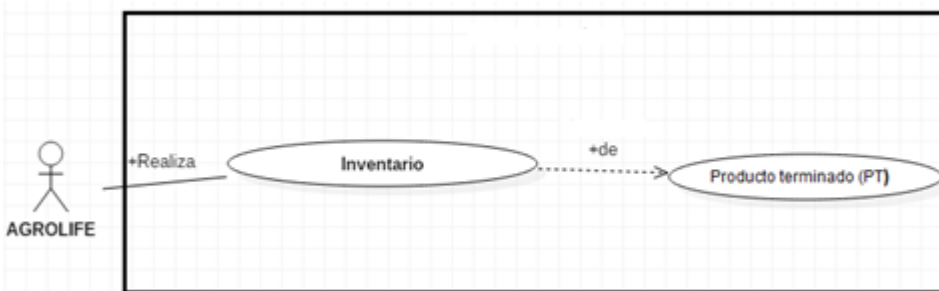 +Realiza
Inventario
+de
Producto terminado (PT)
AGROLIFE